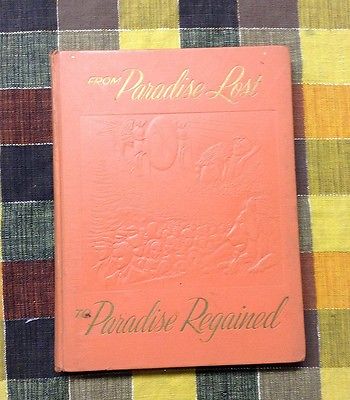 FROM Paradise Lost
TO Paradise Regained